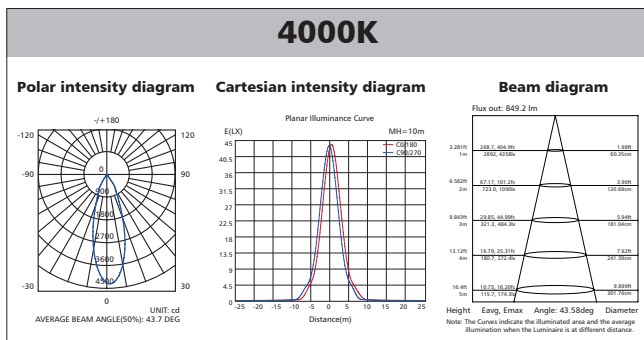 4000K
Polar intensity diagram
-/+180
-120
120
-90
90
-30
30
0
0
900
1800
2700
3600
4500
UNIT: cd
AVERAGE BEAM ANGLE(50%): 43.7 DEG
Cartesian intensity diagram
Planar Illuminance Curve
E(LX)
MH=10m
C0/180
C90/270
45
40.5
36
31.5
27
22.5
18
13.5
9
4.5
0
-25 -20 -15 -10 -5 0 5 10 15 20 25
Distance(m)
Beam diagram
Flux out: 849.2 lm
3.281ft 268.7, 404.9fc 1.98ft
1m 2892, 4358lx 60.35cm
6.562ft 67.17, 101.2fc 3.96ft
2m 723.0, 1090lx 120.69cm
9.843ft 29.85, 44.99fc 5.94ft
3m 321.3, 484.3lx 181.04cm
13.12ft 16.79, 25.31fc 7.92ft
4m 180.7, 272.4lx 241.39cm
16.4ft 10.75, 16.20fc 9.899ft
5m 115.7, 174.3lx 301.74cm
Height Eavg, Emax Angle: 43.58deg Diameter
Note: The Curves indicate the illuminated area and the average
illumination when the Luminaire is at different distance.